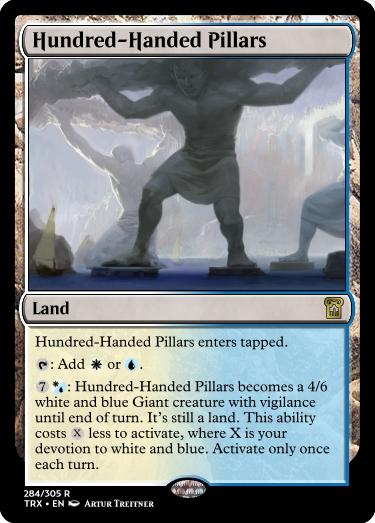 Hundred-Handed Pillars
Land
Hundred-Handed Pillars enters tapped.
: Add or .
7 : Hundred-Handed Pillars becomes a 4/6
white and blue Giant creature with vigilance
until end of turn. It's still a land. This ability
costs X less to activate, where X is your
devotion to white and blue. Activate only once
each turn.
284/305 R
TRX • EN Artur Treffner